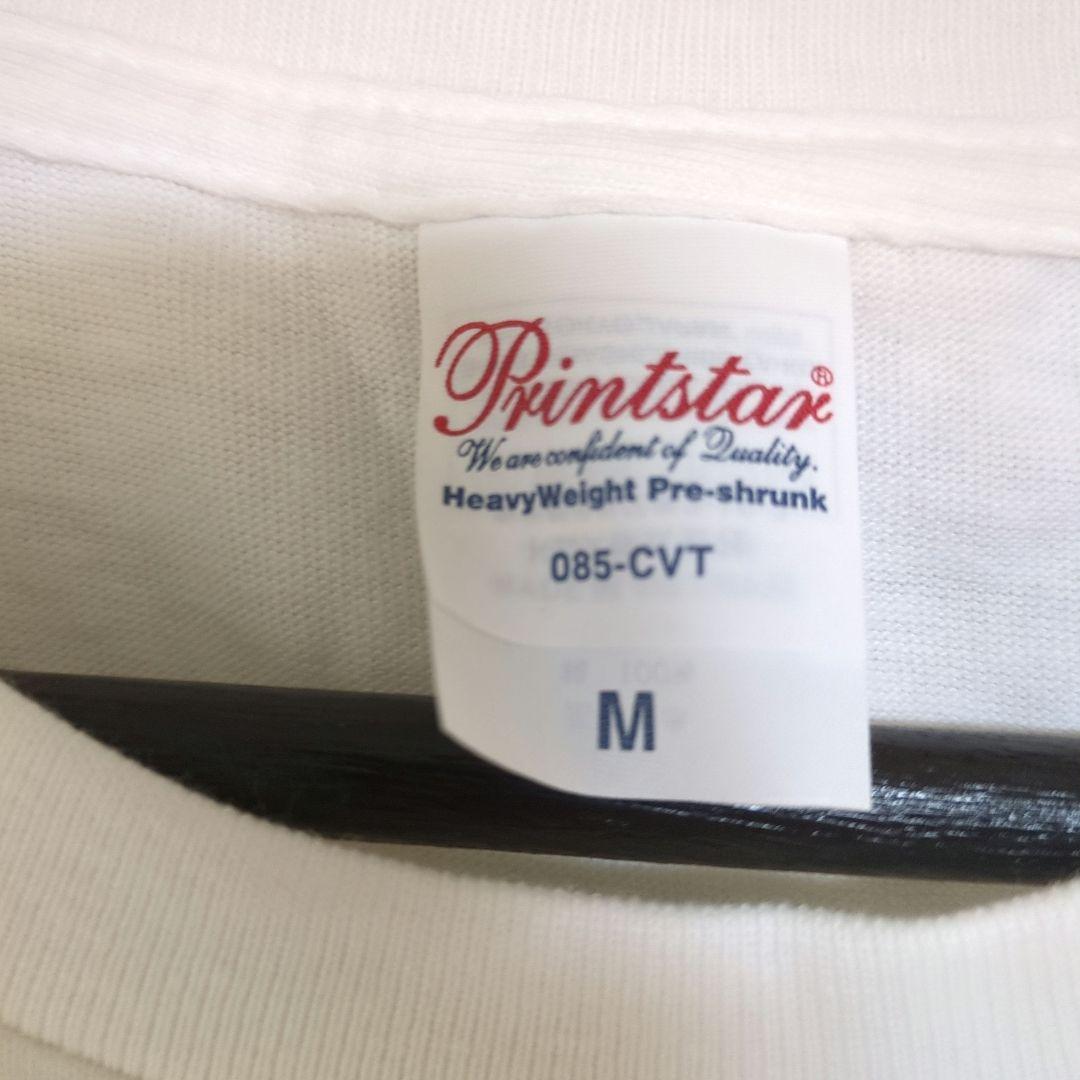 Printstar®
We are confident of Quality.
HeavyWeight Pre-shrunk
085-CVT
M